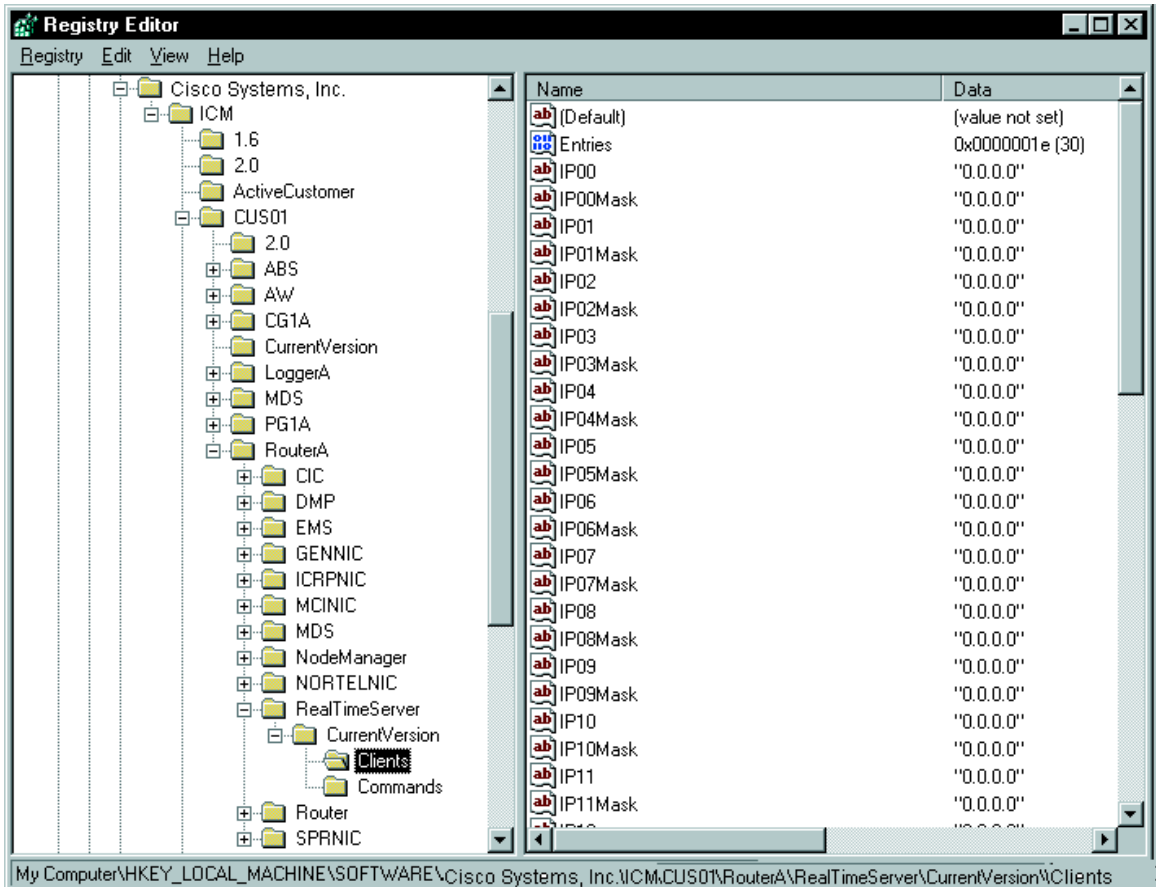 Registry Editor
Registry Edit View Help
Cisco Systems, Inc.
ICM
1.6
2.0
ActiveCustomer
CUS01
2.0
ABS
AW
CG1A
CurrentVersion
LoggerA
MDS
PG1A
RouterA
CIC
DMP
EMS
GENNIC
ICRPNIC
MCINIC
MDS
NodeManager
NORTELNIC
RealTimeServer
CurrentVersion
Clients
Commands
Router
SPRNIC
Name Data
(Default) (value not set)
Entries 0x0000001e (30)
IP00 "0.0.0.0"
IP00Mask "0.0.0.0"
IP01 "0.0.0.0"
IP01Mask "0.0.0.0"
IP02 "0.0.0.0"
IP02Mask "0.0.0.0"
IP03 "0.0.0.0"
IP03Mask "0.0.0.0"
IP04 "0.0.0.0"
IP04Mask "0.0.0.0"
IP05 "0.0.0.0"
IP05Mask "0.0.0.0"
IP06 "0.0.0.0"
IP06Mask "0.0.0.0"
IP07 "0.0.0.0"
IP07Mask "0.0.0.0"
IP08 "0.0.0.0"
IP08Mask "0.0.0.0"
IP09 "0.0.0.0"
IP09Mask "0.0.0.0"
IP10 "0.0.0.0"
IP10Mask "0.0.0.0"
IP11 "0.0.0.0"
IP11Mask "0.0.0.0"
My Computer\HKEY_LOCAL_MACHINE\SOFTWARE\Cisco Systems, Inc.\ICM\CUS01\RouterA\RealTimeServer\CurrentVersion\\Clients